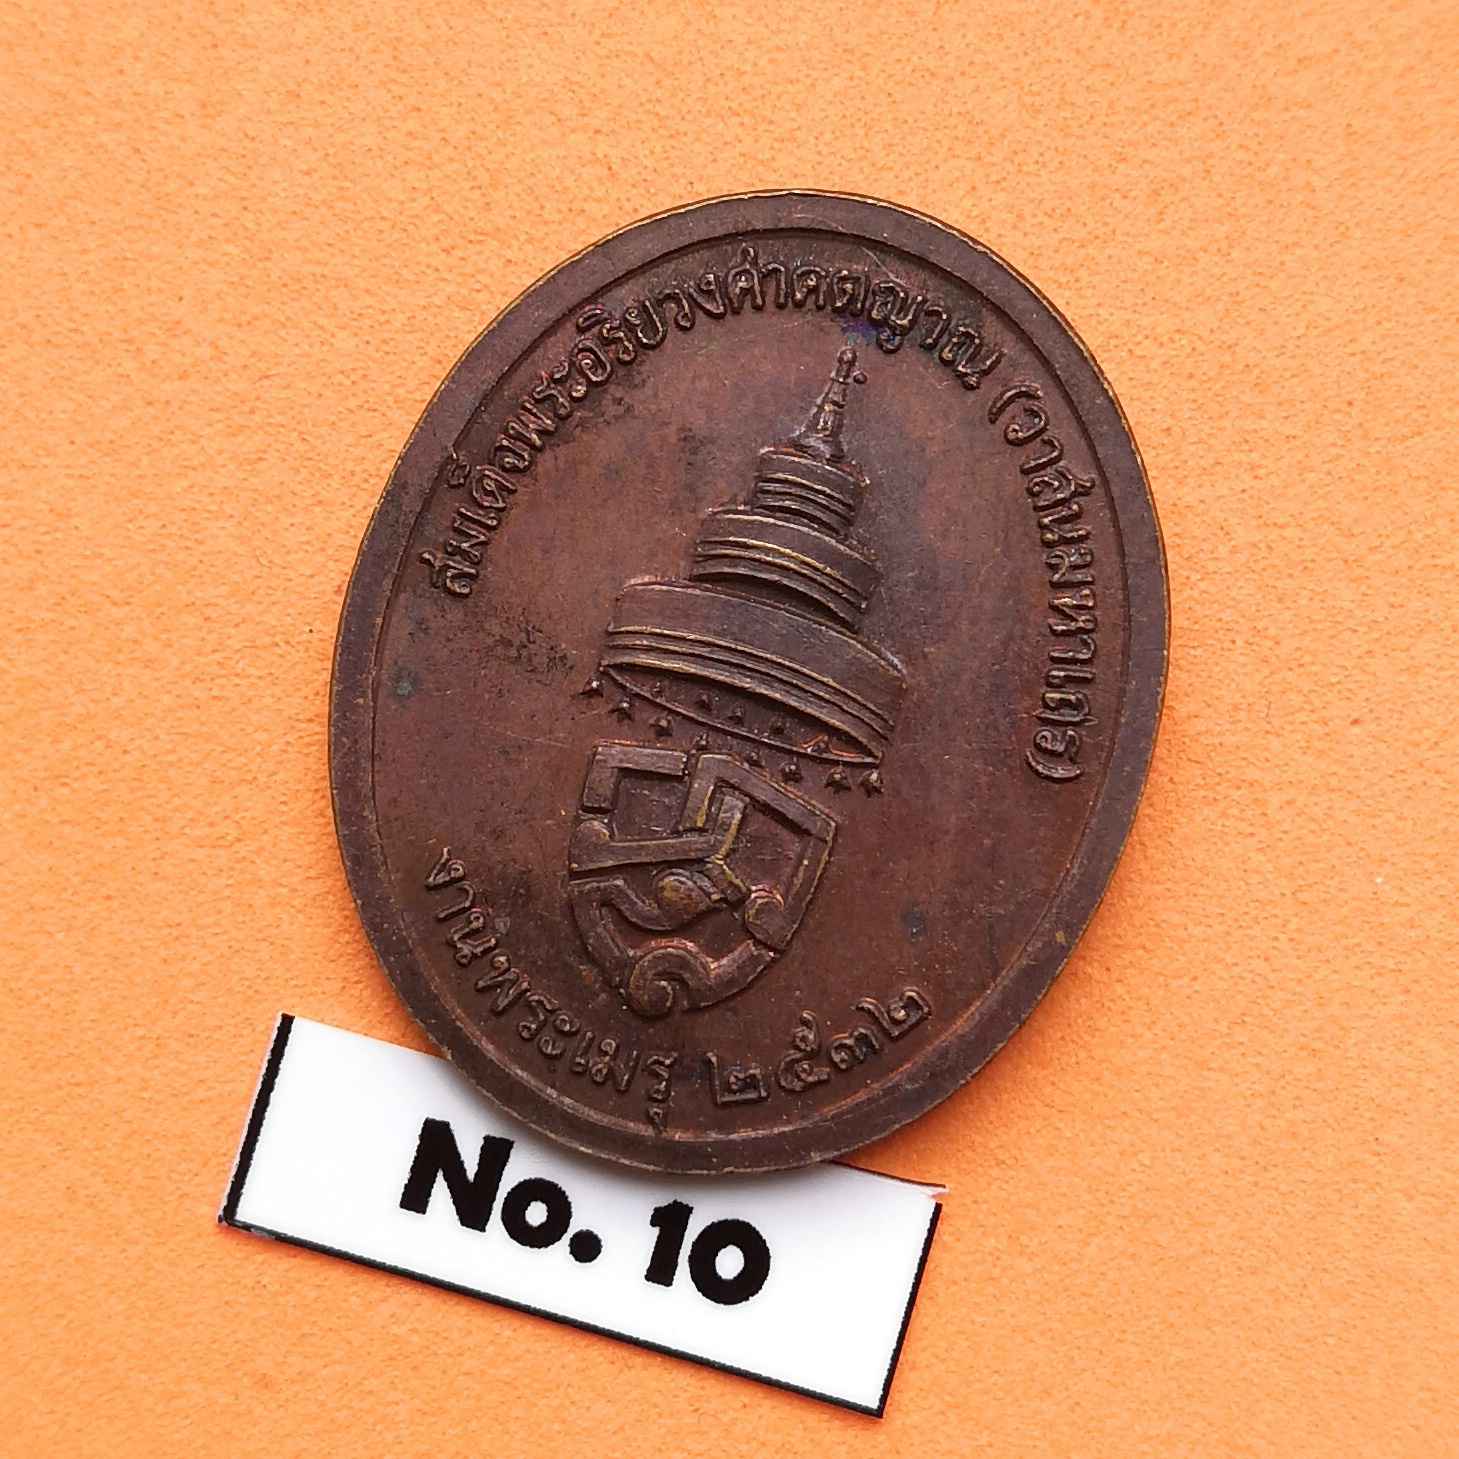 สมเด็จพระอริยวงศาคตญาณ (วาสนมหาเถร)
งานพระเมรุ ๒๕๓๒
No. 10